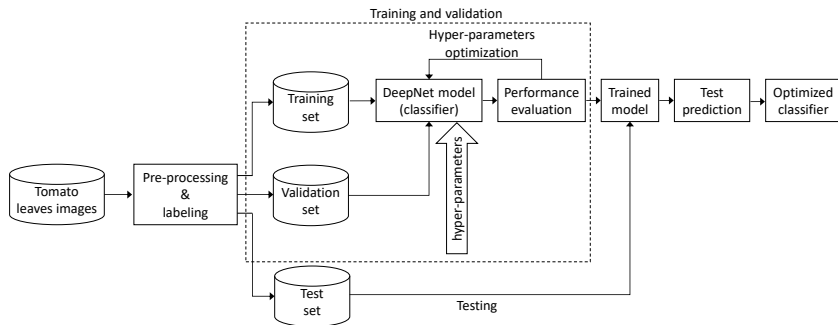 Training and validation
Hyper-parameters
optimization
Training
set
DeepNet model
(classifier)
Performance
evaluation
Trained
model
Test
prediction
Optimized
classifier
hyper-parameters
Tomato
leaves images
Pre-processing
&
labeling
Validation
set
Test
set
Testing